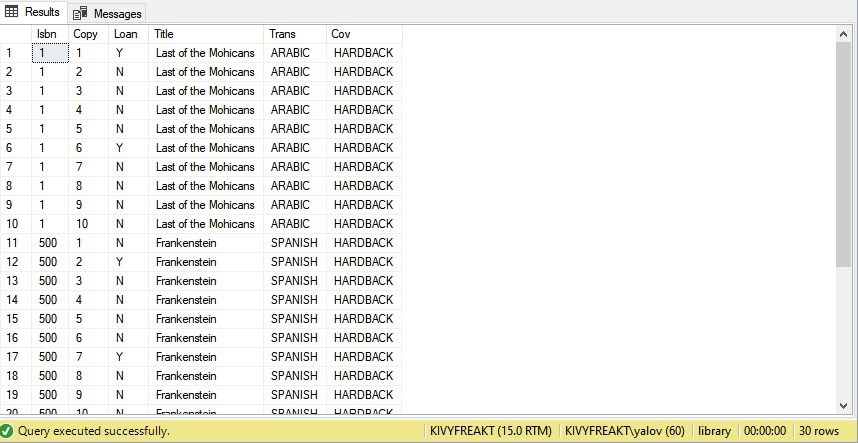 Results Messages
Isbn Copy Loan Title Trans Cov
1 1 1 Y Last of the Mohicans ARABIC HARDBACK
2 1 2 N Last of the Mohicans ARABIC HARDBACK
3 1 3 N Last of the Mohicans ARABIC HARDBACK
4 1 4 N Last of the Mohicans ARABIC HARDBACK
5 1 5 N Last of the Mohicans ARABIC HARDBACK
6 1 6 Y Last of the Mohicans ARABIC HARDBACK
7 1 7 N Last of the Mohicans ARABIC HARDBACK
8 1 8 N Last of the Mohicans ARABIC HARDBACK
9 1 9 N Last of the Mohicans ARABIC HARDBACK
10 1 10 N Last of the Mohicans ARABIC HARDBACK
11 500 1 N Frankenstein SPANISH HARDBACK
12 500 2 Y Frankenstein SPANISH HARDBACK
13 500 3 N Frankenstein SPANISH HARDBACK
14 500 4 N Frankenstein SPANISH HARDBACK
15 500 5 N Frankenstein SPANISH HARDBACK
16 500 6 N Frankenstein SPANISH HARDBACK
17 500 7 Y Frankenstein SPANISH HARDBACK
18 500 8 N Frankenstein SPANISH HARDBACK
19 500 9 N Frankenstein SPANISH HARDBACK
20 500 10 N Frankenstein SPANISH HARDBACK
Query executed successfully. KIVYFREAKT (15.0 RTM) KIVYFREAKT\yalov (60) library 00:00:00 30 rows